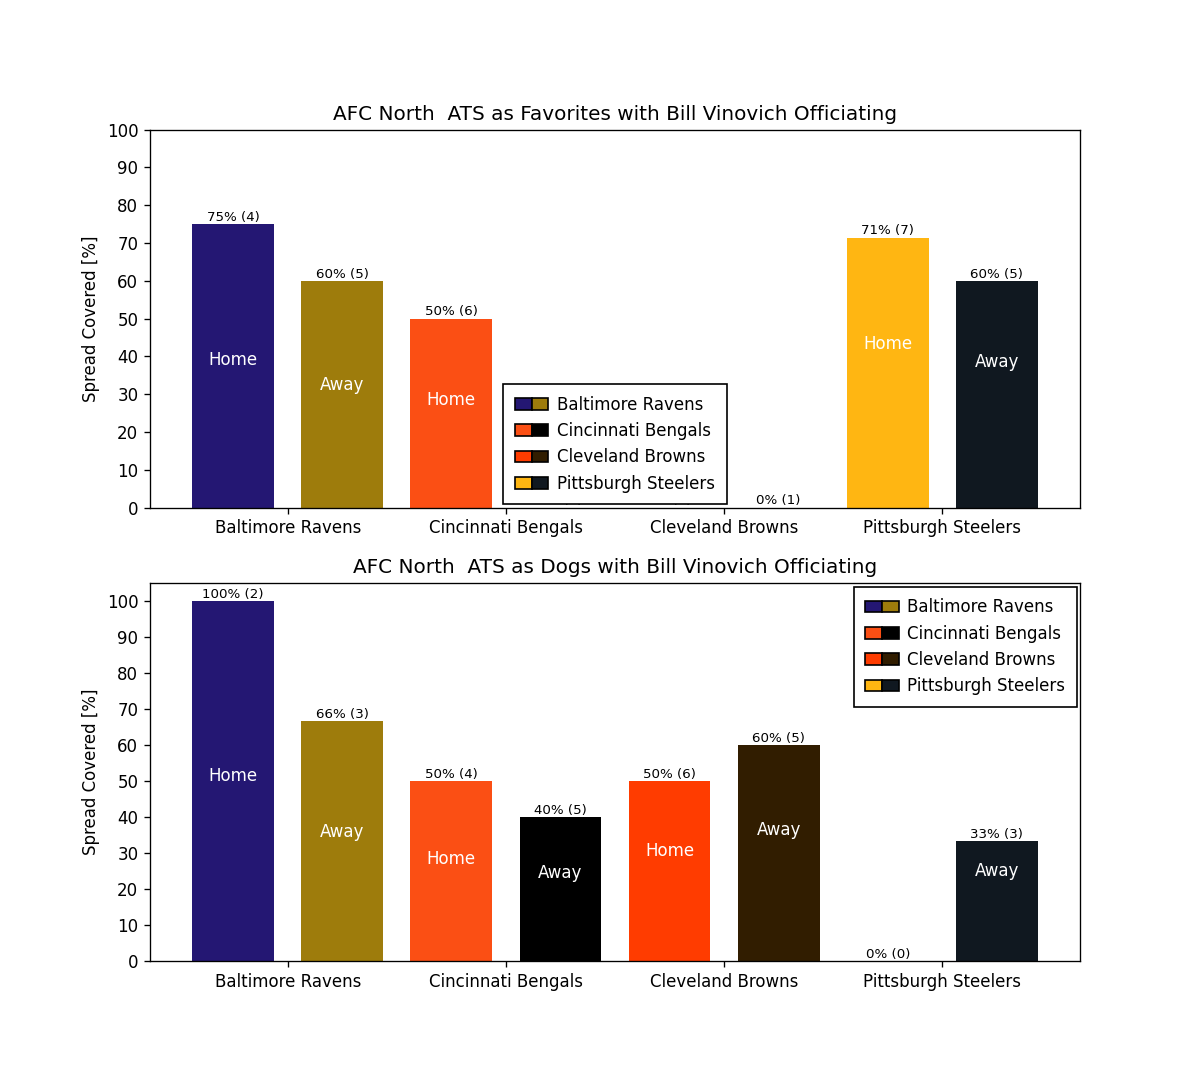 AFC North  ATS as Favorites with Bill Vinovich Officiating
Spread Covered [%]
100
90
80
70
60
50
40
30
20
10
0
75% (4)
60% (5)
50% (6)
0% (1)
71% (7)
60% (5)
Home
Away
Home
Home
Away
Baltimore Ravens
Cincinnati Bengals
Cleveland Browns
Pittsburgh Steelers
Baltimore Ravens
Cincinnati Bengals
Cleveland Browns
Pittsburgh Steelers
AFC North  ATS as Dogs with Bill Vinovich Officiating
Spread Covered [%]
100
90
80
70
60
50
40
30
20
10
0
100% (2)
66% (3)
50% (4)
40% (5)
50% (6)
60% (5)
0% (0)
33% (3)
Home
Away
Home
Away
Home
Away
Away
Baltimore Ravens
Cincinnati Bengals
Cleveland Browns
Pittsburgh Steelers
Baltimore Ravens
Cincinnati Bengals
Cleveland Browns
Pittsburgh Steelers